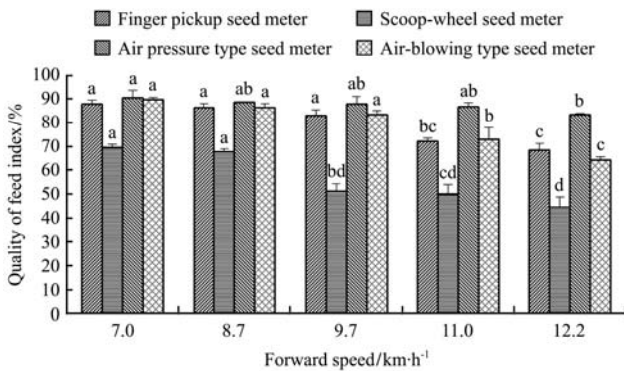 Finger pickup seed meter Scoop-wheel seed meter
Air pressure type seed meter Air-blowing type seed meter
Quality of feed index/%
100
90
80
70
60
50
40
30
20
10
0
a a a a
a a ab a
a bd ab a
bc cd ab b
c d b c
7.0 8.7 9.7 11.0 12.2
Forward speed/km·h⁻¹